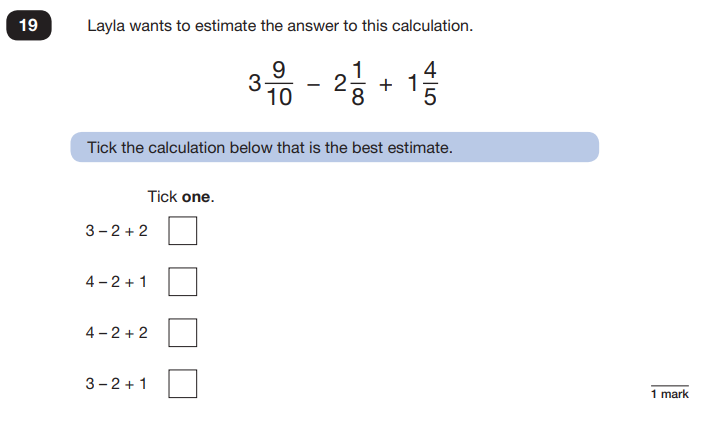 19 Layla wants to estimate the answer to this calculation.
3 9/10 – 2 1/8 + 1 4/5
Tick the calculation below that is the best estimate.
Tick one.
3 – 2 + 2
4 – 2 + 1
4 – 2 + 2
3 – 2 + 1
1 mark